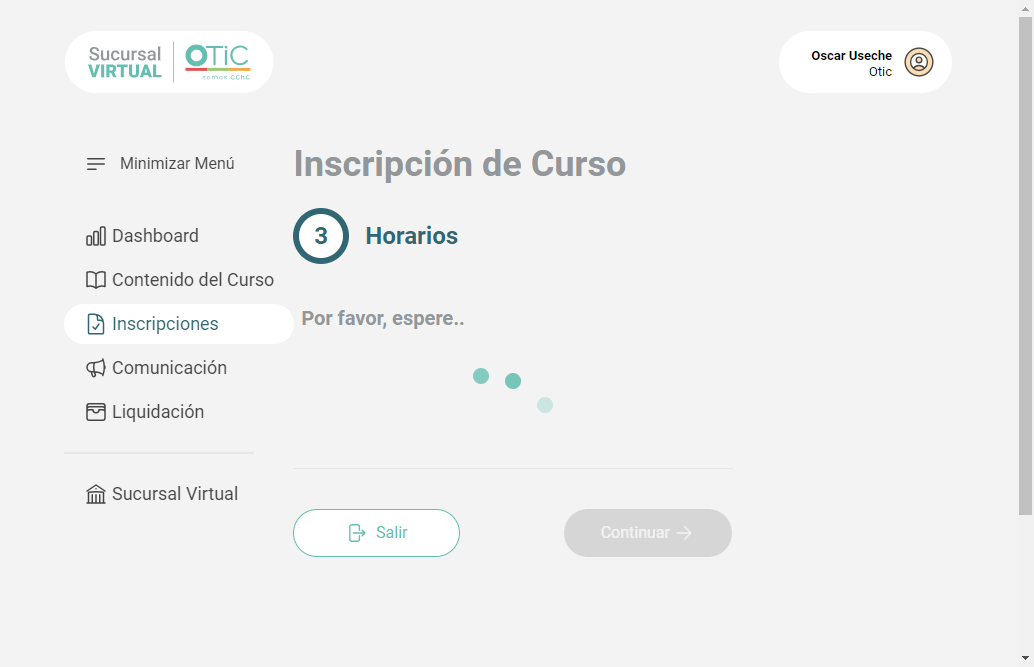 Sucursal
VIRTUAL
OTiC
somos CChC
Oscar Useche
Otic
Minimizar Menú
Inscripción de Curso
3 Horarios
Dashboard
Contenido del Curso
Inscripciones
Comunicación
Liquidación
Sucursal Virtual
Por favor, espere..
Salir
Continuar